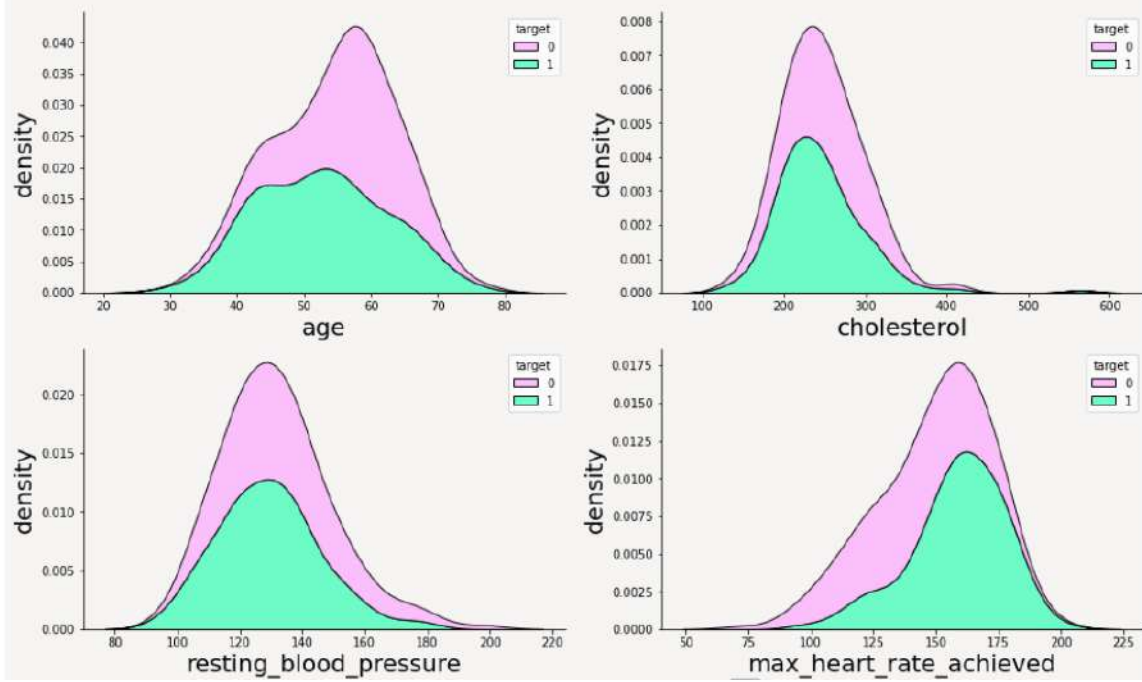 target
0
1
density
0.040
0.035
0.030
0.025
0.020
0.015
0.010
0.005
0.000
20 30 40 50 60 70 80
age
target
0
1
density
0.008
0.007
0.006
0.005
0.004
0.003
0.002
0.001
0.000
100 200 300 400 500 600
cholesterol
target
0
1
density
0.020
0.015
0.010
0.005
0.000
80 100 120 140 160 180 200 220
resting_blood_pressure
target
0
1
density
0.0175
0.0150
0.0125
0.0100
0.0075
0.0050
0.0025
0.0000
50 75 100 125 150 175 200 225
max_heart_rate_achieved